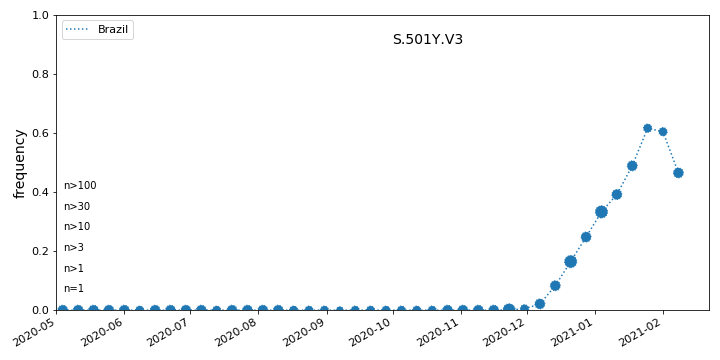 1.0
Brazil
S.501Y.V3
0.8
0.6
frequency
0.4
n>100
n>30
n>10
0.2
n>3
n>1
n=1
0.0
2020-05
2020-06
2020-07
2020-08
2020-09
2020-10
2020-11
2020-12
2021-01
2021-02